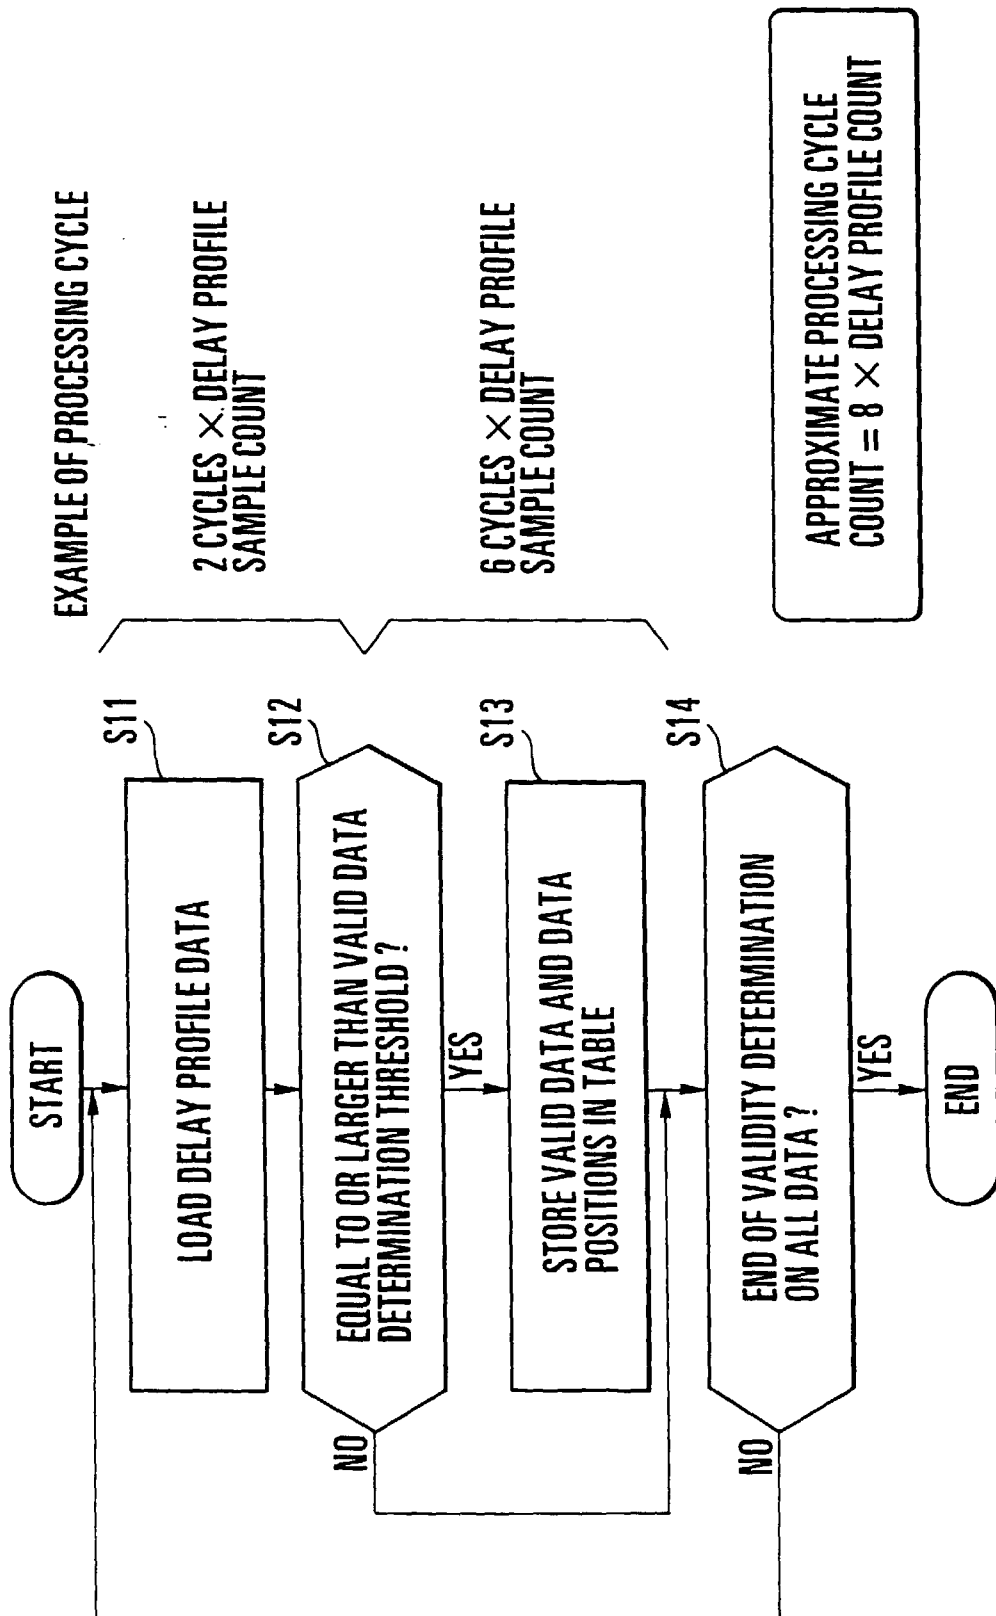 EXAMPLE OF PROCESSING CYCLE
START
S11
LOAD DELAY PROFILE DATA
2 CYCLES × DELAY PROFILE
SAMPLE COUNT
S12
EQUAL TO OR LARGER THAN VALID DATA
DETERMINATION THRESHOLD ?
NO
YES
S13
STORE VALID DATA AND DATA
POSITIONS IN TABLE
6 CYCLES × DELAY PROFILE
SAMPLE COUNT
S14
END OF VALIDITY DETERMINATION
ON ALL DATA ?
NO
YES
END
APPROXIMATE PROCESSING CYCLE
COUNT = 8 × DELAY PROFILE COUNT